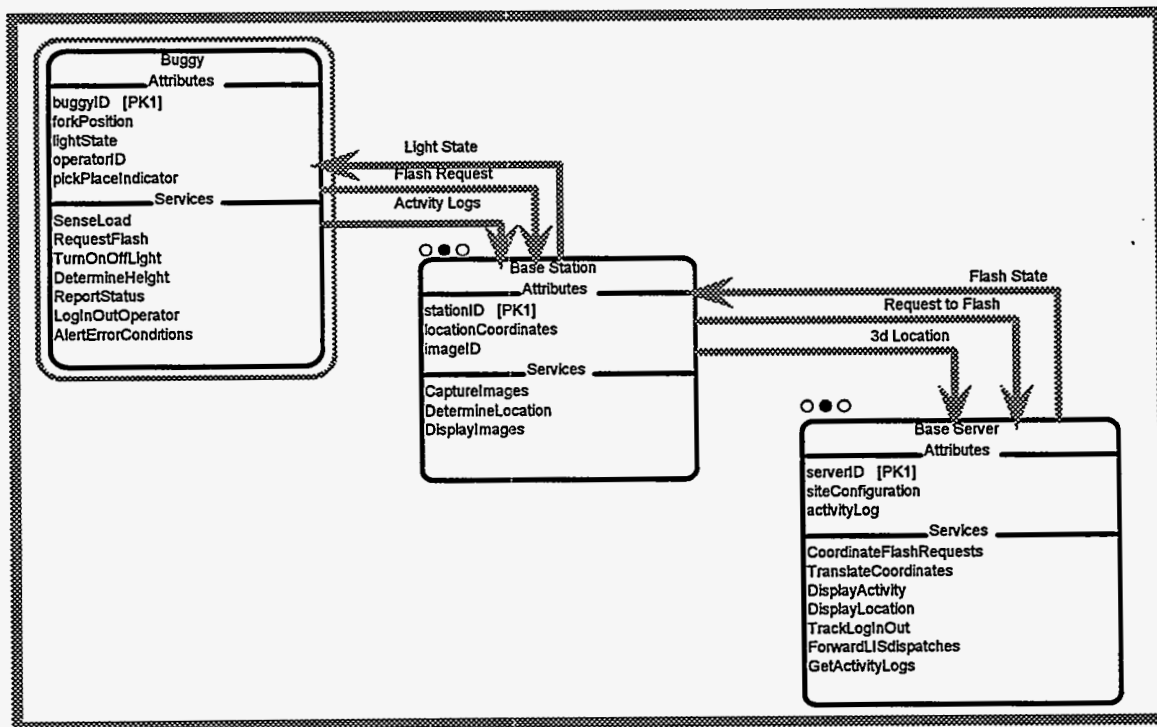 Buggy
Attributes
buggyID [PK1]
forkPosition
lightState
operatorID
pickPlaceIndicator
Services
SenseLoad
RequestFlash
TurnOnOffLight
DetermineHeight
ReportStatus
LogInOutOperator
AlertErrorConditions
Light State
Flash Request
Activity Logs
Base Station
Attributes
stationID [PK1]
locationCoordinates
imageID
Services
CaptureImages
DetermineLocation
DisplayImages
Flash State
Request to Flash
3d Location
Base Server
Attributes
serverID [PK1]
siteConfiguration
activityLog
Services
CoordinateFlashRequests
TranslateCoordinates
DisplayActivity
DisplayLocation
TrackLogInOut
ForwardLISdispatches
GetActivityLogs